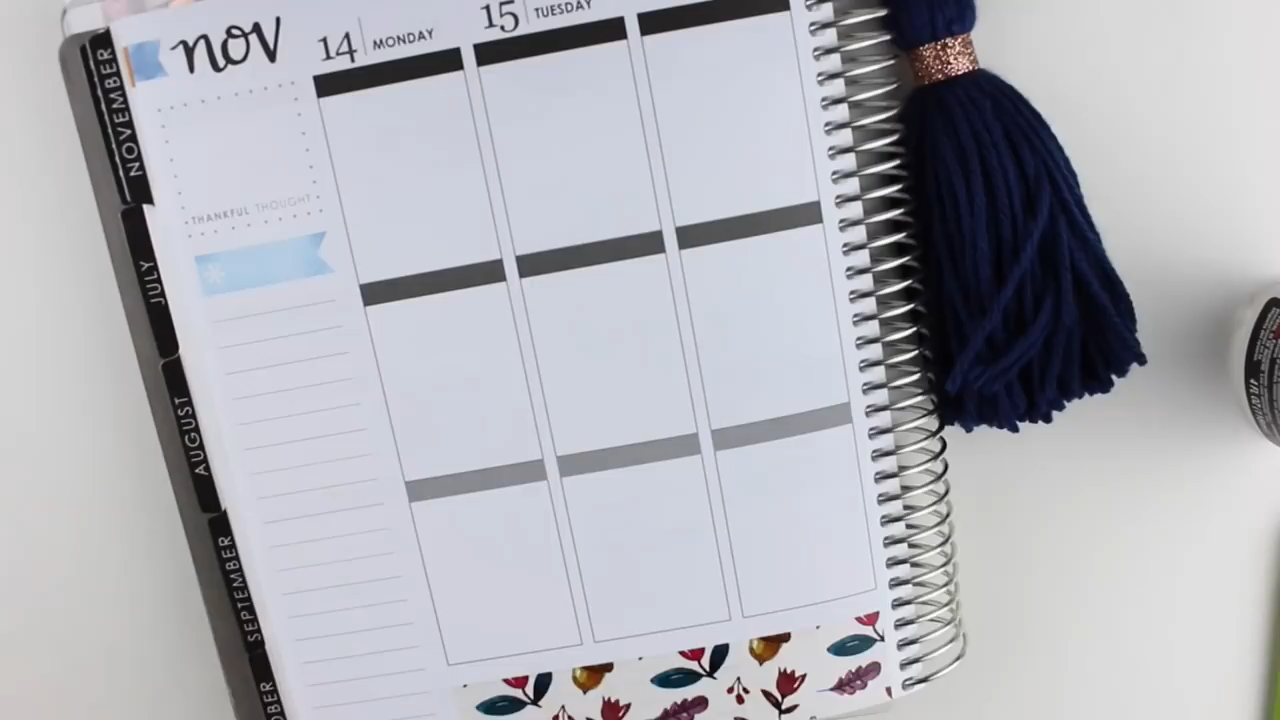 nov
14 MONDAY
15 TUESDAY
THANKFUL THOUGHT
NOVEMBER
JULY
AUGUST
SEPTEMBER